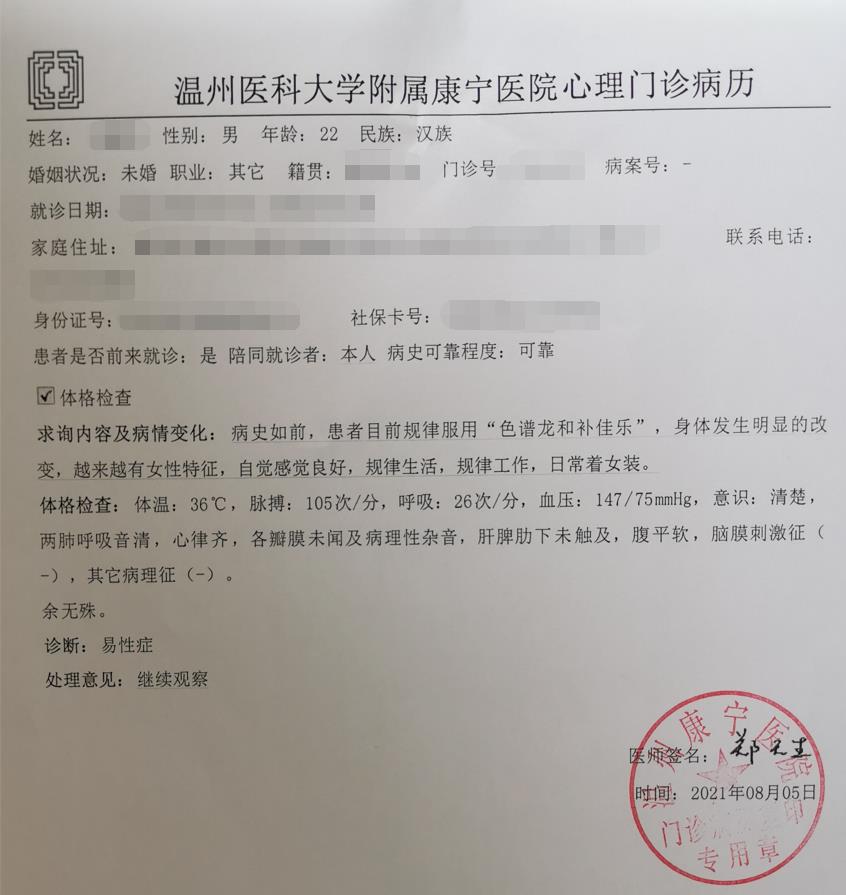 温州医科大学附属康宁医院心理门诊病历
姓名: 性别: 男 年龄: 22 民族: 汉族
婚姻状况: 未婚 职业: 其它 籍贯: 门诊号 病案号: -
就诊日期:
家庭住址: 联系电话:
身份证号: 社保卡号:
患者是否前来就诊: 是 陪同就诊者: 本人 病史可靠程度: 可靠
体格检查
求询内容及病情变化: 病史如前，患者目前规律服用“色谱龙和补佳乐”，身体发生明显的改
变，越来越有女性特征，自觉感觉良好，规律生活，规律工作，日常着女装。
体格检查: 体温: 36℃，脉搏: 105次/分，呼吸: 26次/分，血压: 147/75mmHg，意识: 清楚，
两肺呼吸音清，心律齐，各瓣膜未闻及病理性杂音，肝脾肋下未触及，腹平软，脑膜刺激征（
-），其它病理征（-）。
余无殊。
诊断: 易性症
处理意见: 继续观察
医师签名:
时间: 2021年08月05日
温州康宁医院
门诊
专用章